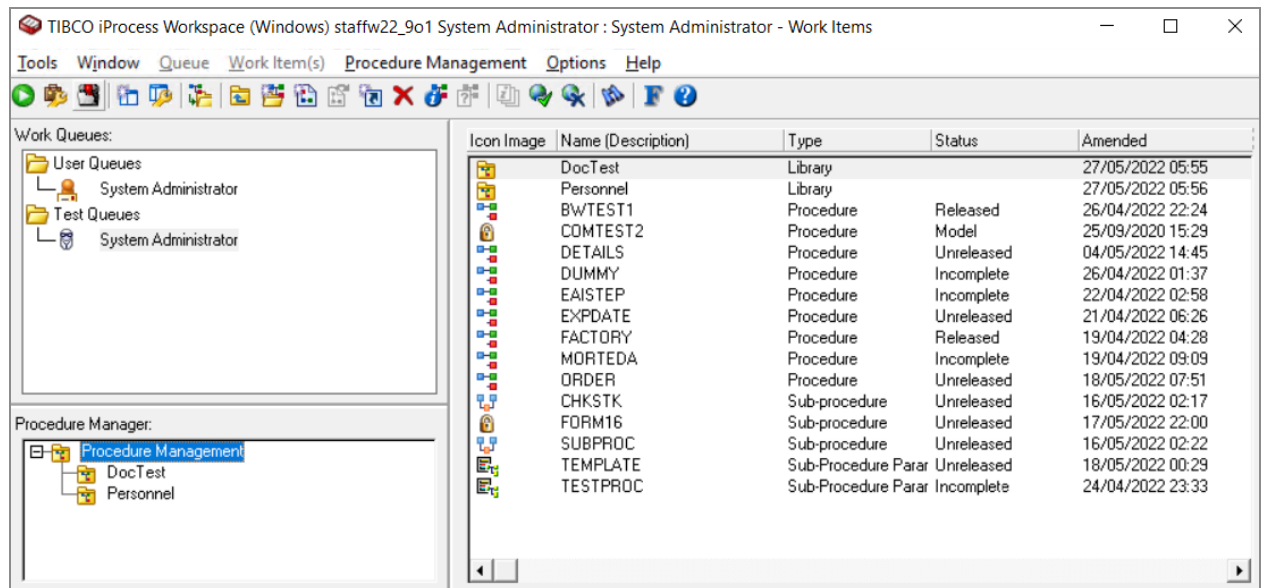 TIBCO iProcess Workspace (Windows) staffw22_9o1 System Administrator : System Administrator - Work Items
Tools Window Queue Work Item(s) Procedure Management Options Help
Work Queues:
User Queues
System Administrator
Test Queues
System Administrator
Procedure Manager:
Procedure Management
DocTest
Personnel
Icon Image Name (Description) Type Status Amended
DocTest Library 27/05/2022 05:55
Personnel Library 27/05/2022 05:56
BWTEST1 Procedure Released 26/04/2022 22:24
COMTEST2 Procedure Model 25/09/2020 15:29
DETAILS Procedure Unreleased 04/05/2022 14:45
DUMMY Procedure Incomplete 26/04/2022 01:37
EAISTEP Procedure Incomplete 22/04/2022 02:58
EXPDATE Procedure Unreleased 21/04/2022 06:26
FACTORY Procedure Released 19/04/2022 04:28
MORTEDA Procedure Incomplete 19/04/2022 09:09
ORDER Procedure Unreleased 18/05/2022 07:51
CHKSTK Sub-procedure Unreleased 16/05/2022 02:17
FORM16 Sub-procedure Unreleased 17/05/2022 22:00
SUBPROC Sub-procedure Unreleased 16/05/2022 02:22
TEMPLATE Sub-Procedure Parar Unreleased 18/05/2022 00:29
TESTPROC Sub-Procedure Parar Incomplete 24/04/2022 23:33